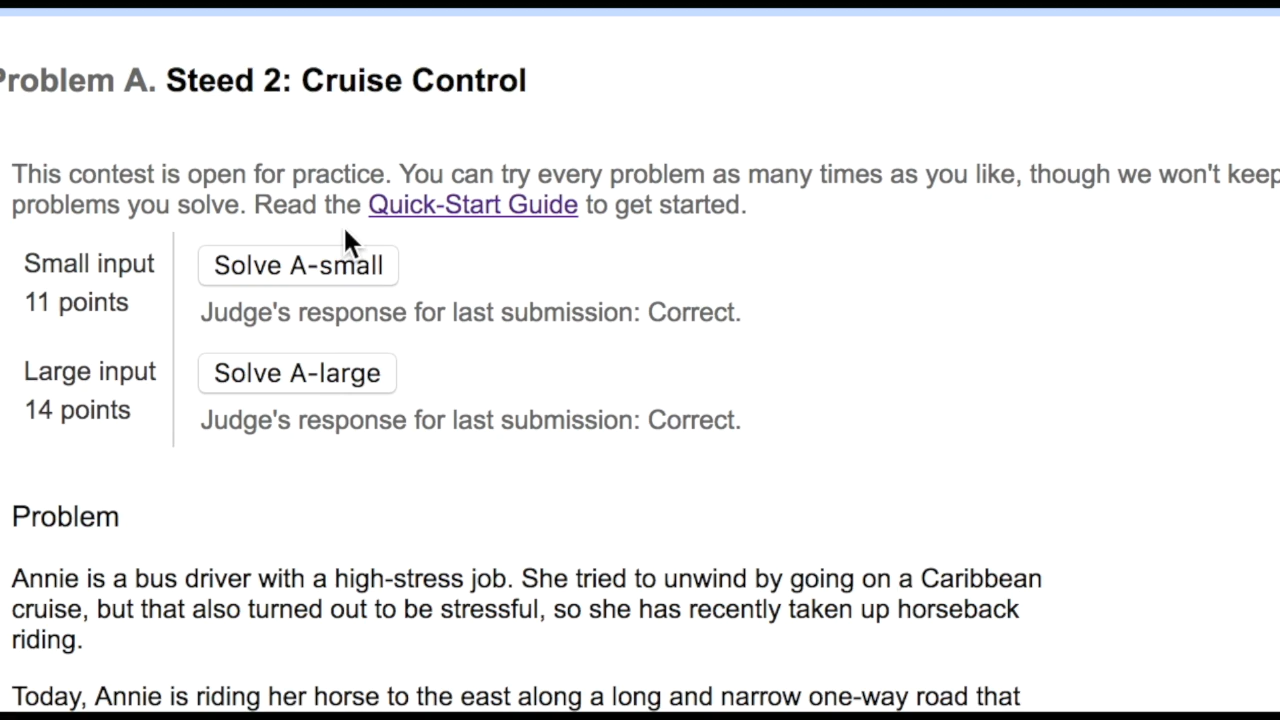 Problem A. Steed 2: Cruise Control
This contest is open for practice. You can try every problem as many times as you like, though we won't keep
problems you solve. Read the Quick-Start Guide to get started.
Small input
11 points
Solve A-small
Judge's response for last submission: Correct.
Large input
14 points
Solve A-large
Judge's response for last submission: Correct.
Problem
Annie is a bus driver with a high-stress job. She tried to unwind by going on a Caribbean
cruise, but that also turned out to be stressful, so she has recently taken up horseback
riding.
Today, Annie is riding her horse to the east along a long and narrow one-way road that